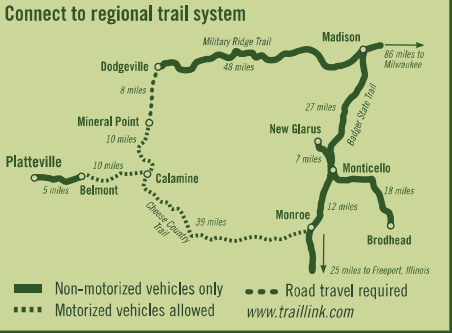 Connect to regional trail system
Madison
Military Ridge Trail
86 miles to
Milwaukee
Dodgeville
48 miles
8 miles
27 miles
Badger State Trail
Mineral Point
New Glarus
10 miles
7 miles
Platteville
10 miles
Monticello
Calamine
5 miles
Belmont
18 miles
Cheese Country
Trail
39 miles
12 miles
Monroe
Brodhead
25 miles to Freeport, Illinois
Non-motorized vehicles only
Road travel required
Motorized vehicles allowed
www.traillink.com